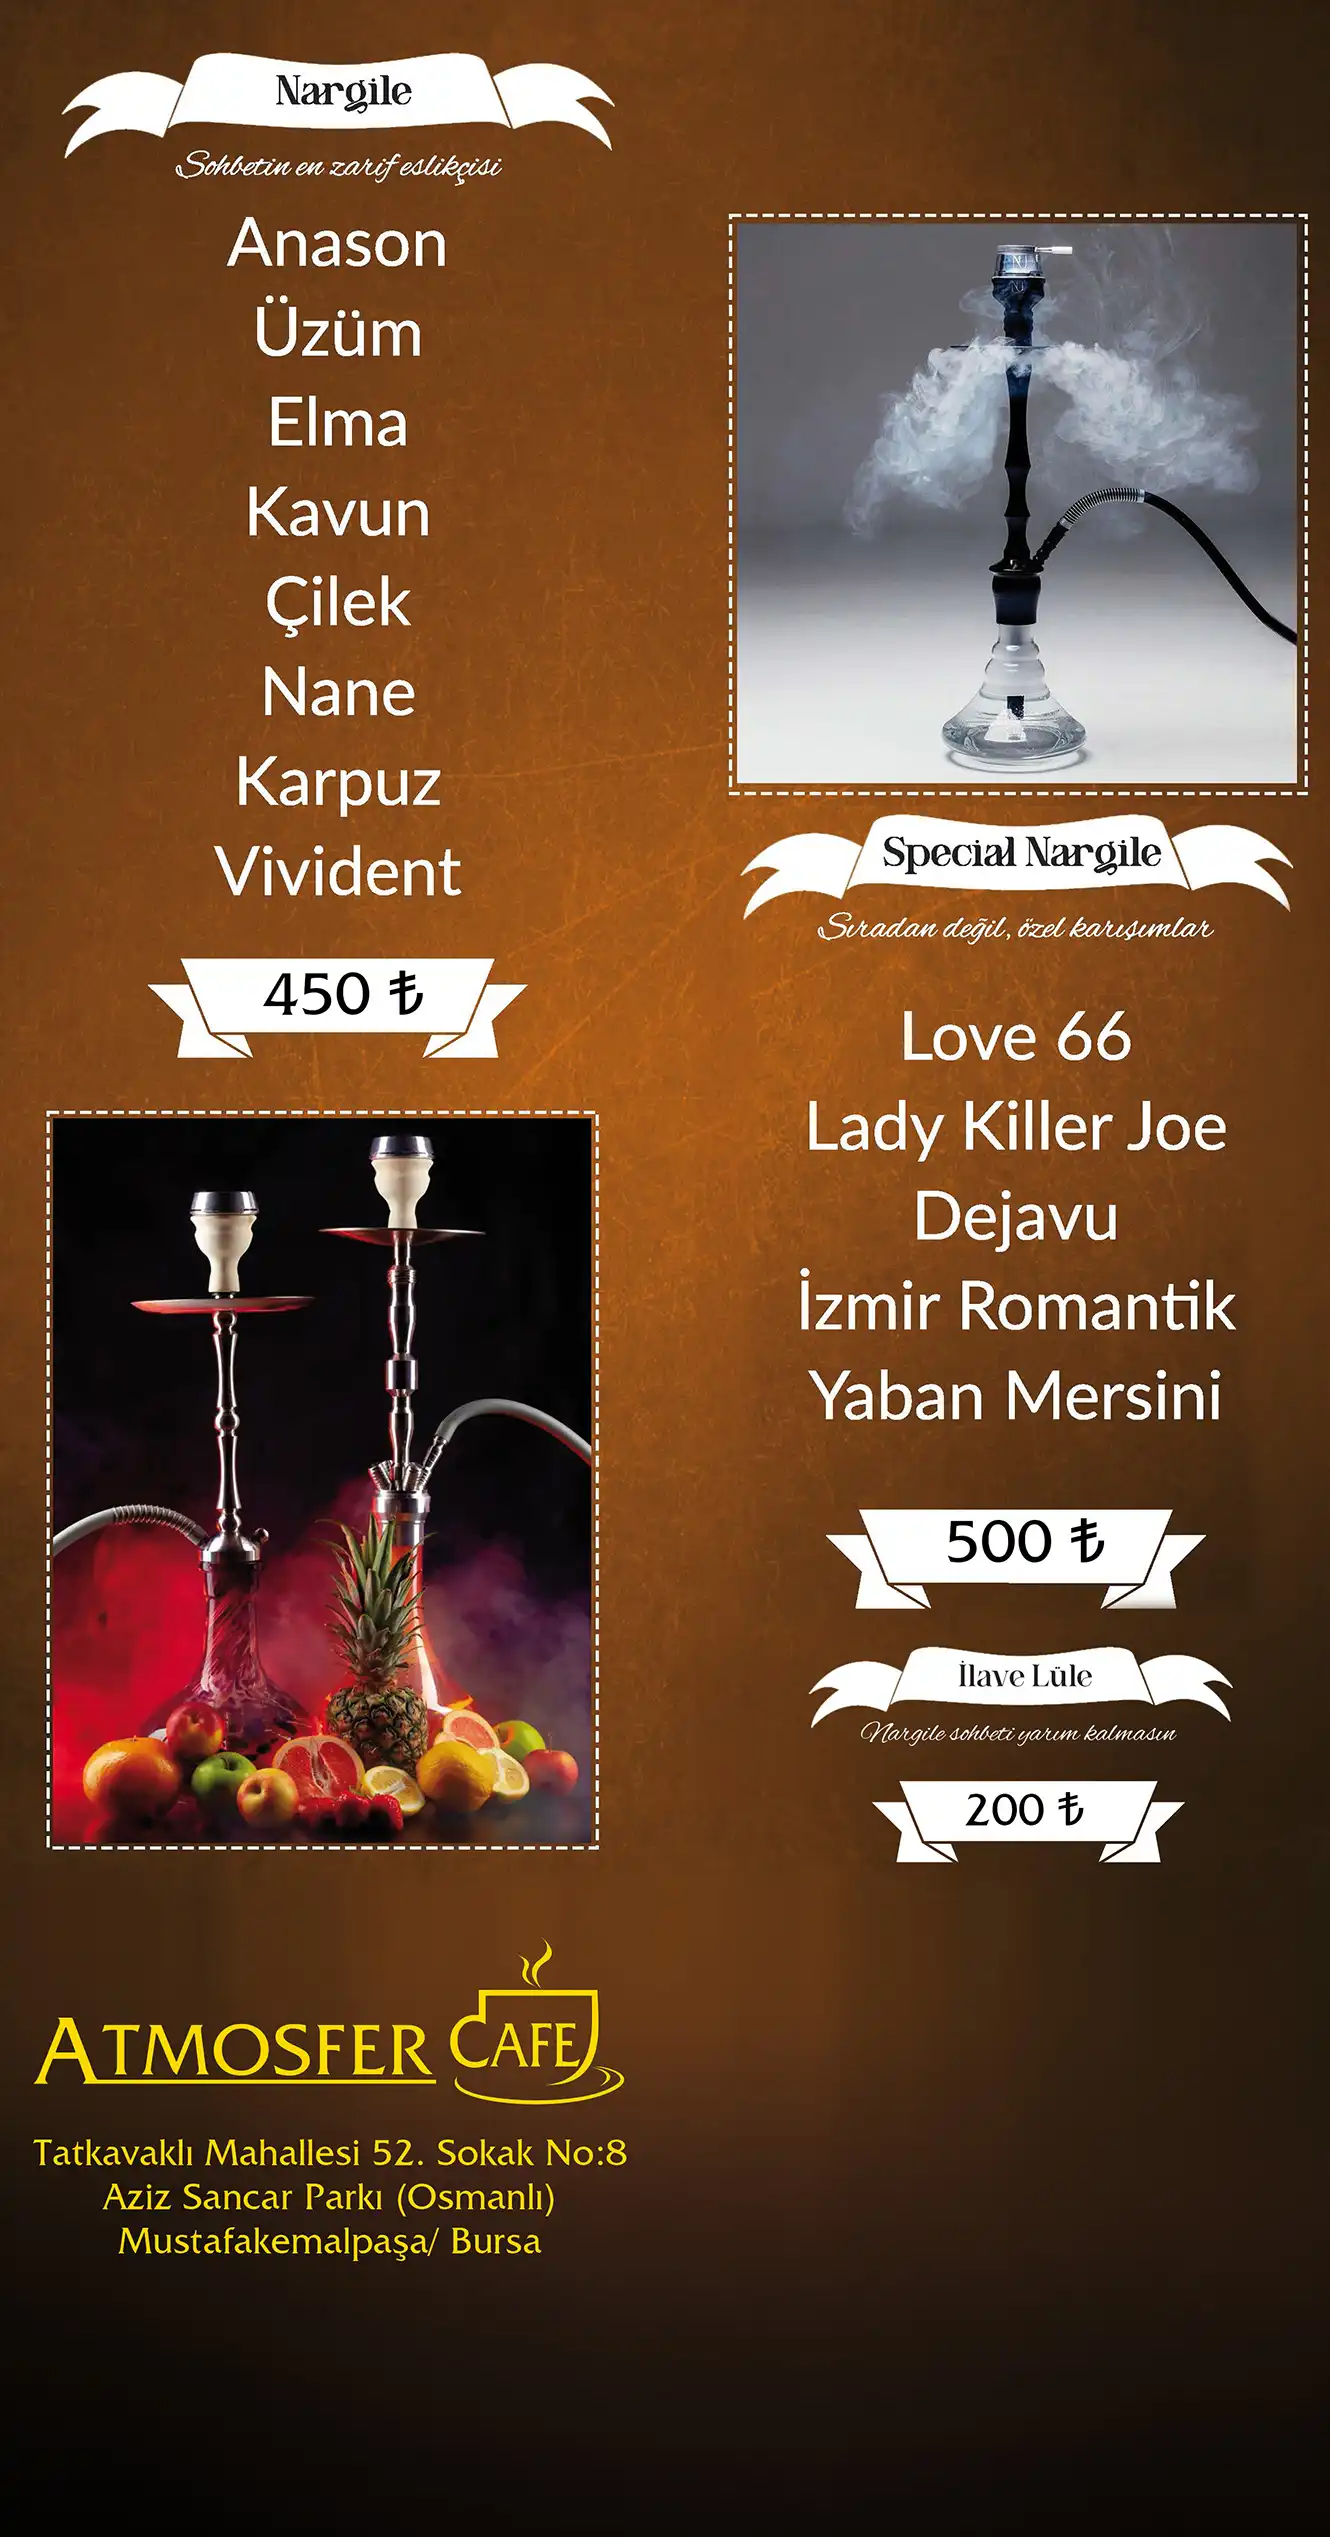 Nargile
Sohbetin en zarif eslikçisi
Anason
Üzüm
Elma
Kavun
Çilek
Nane
Karpuz
Vivident
450 ₺
Special Nargile
Sıradan değil, özel karışımlar
Love 66
Lady Killer Joe
Dejavu
İzmir Romantik
Yaban Mersini
500 ₺
İlave Lüle
Nargile sohbeti yarım kalmasın
200 ₺
ATMOSFER CAFE
Tatkavaklı Mahallesi 52. Sokak No:8
Aziz Sancar Parkı (Osmanlı)
Mustafakemalpaşa/ Bursa